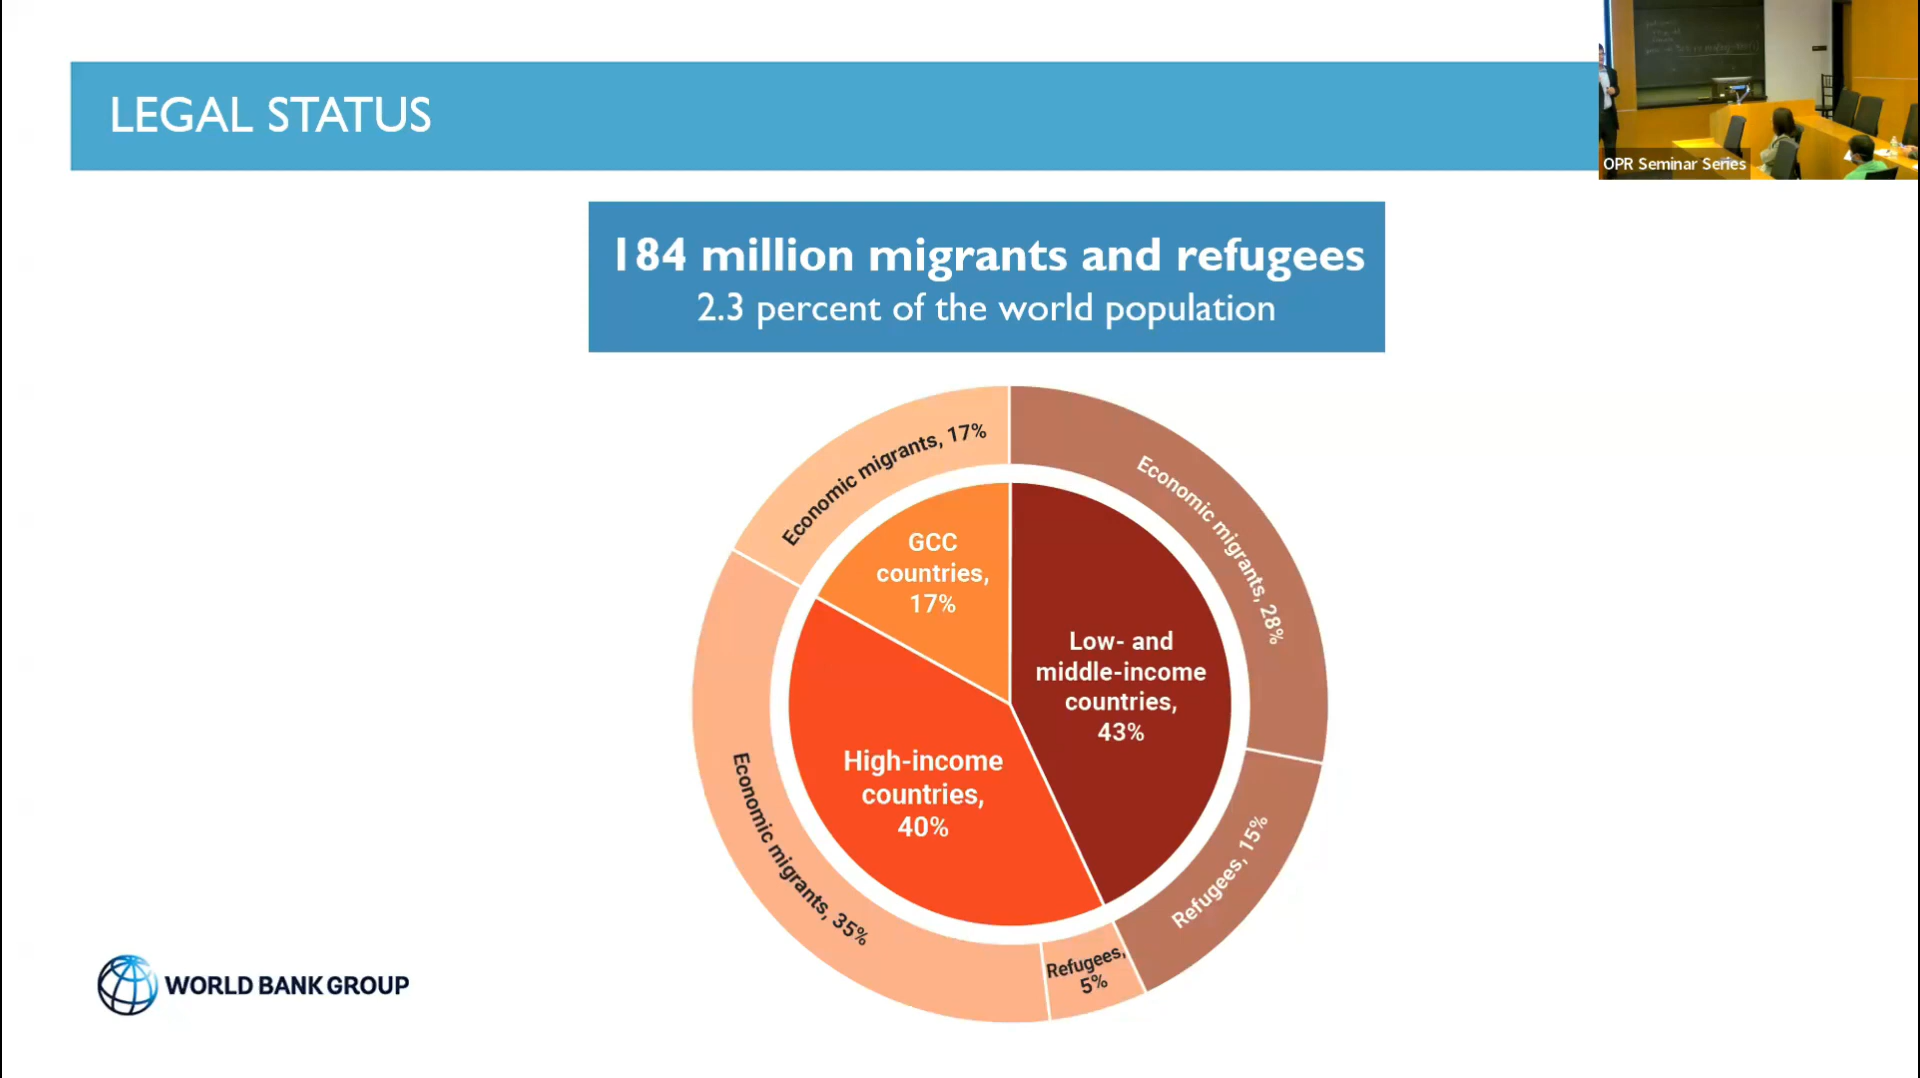 LEGAL STATUS
OPR Seminar Series
184 million migrants and refugees
2.3 percent of the world population
Economic migrants, 17%
Economic migrants, 28%
GCC
countries,
17%
Low- and
middle-income
countries,
43%
High-income
countries,
40%
Economic migrants, 35%
Refugees, 15%
Refugees,
5%
WORLD BANK GROUP